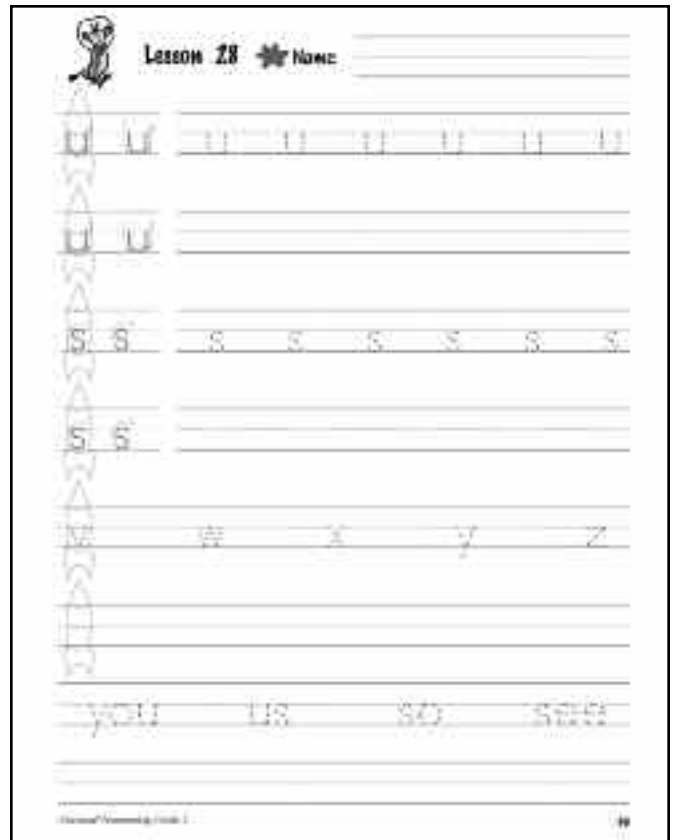 Lesson 28 Name
u u u u u u u u
u u
s s s s s s s s
s s
w x y z
you us so see